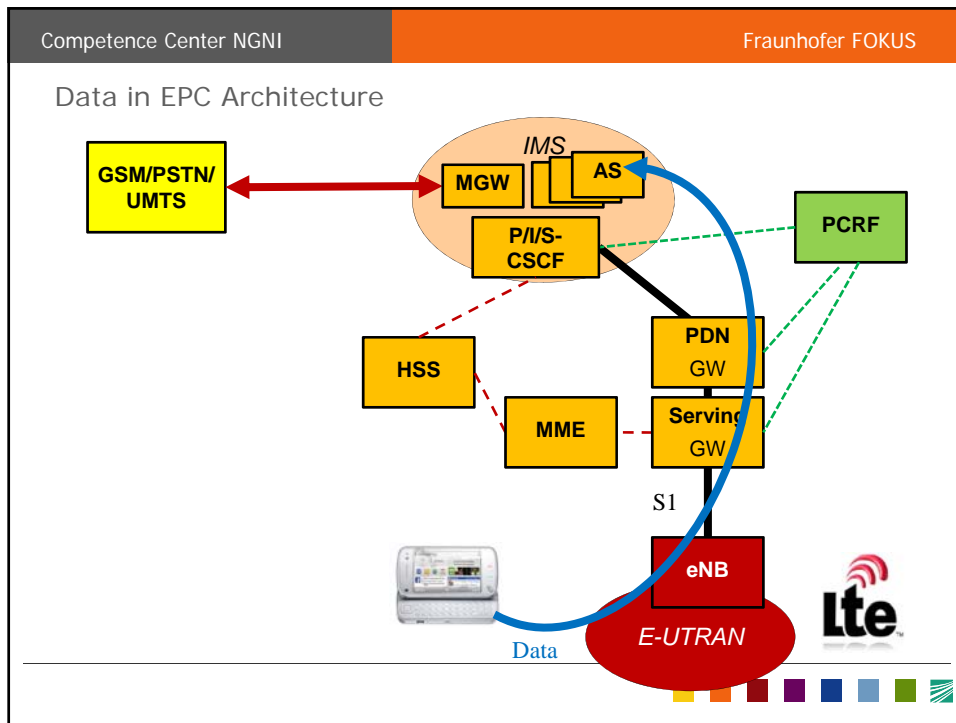 Competence Center NGNI
Fraunhofer FOKUS
Data in EPC Architecture
GSM/PSTN/
UMTS
IMS
MGW
AS
P/I/S-
CSCF
PCRF
PDN
GW
HSS
MME
Serving
GW
S1
eNB
E-UTRAN
Data
Lte